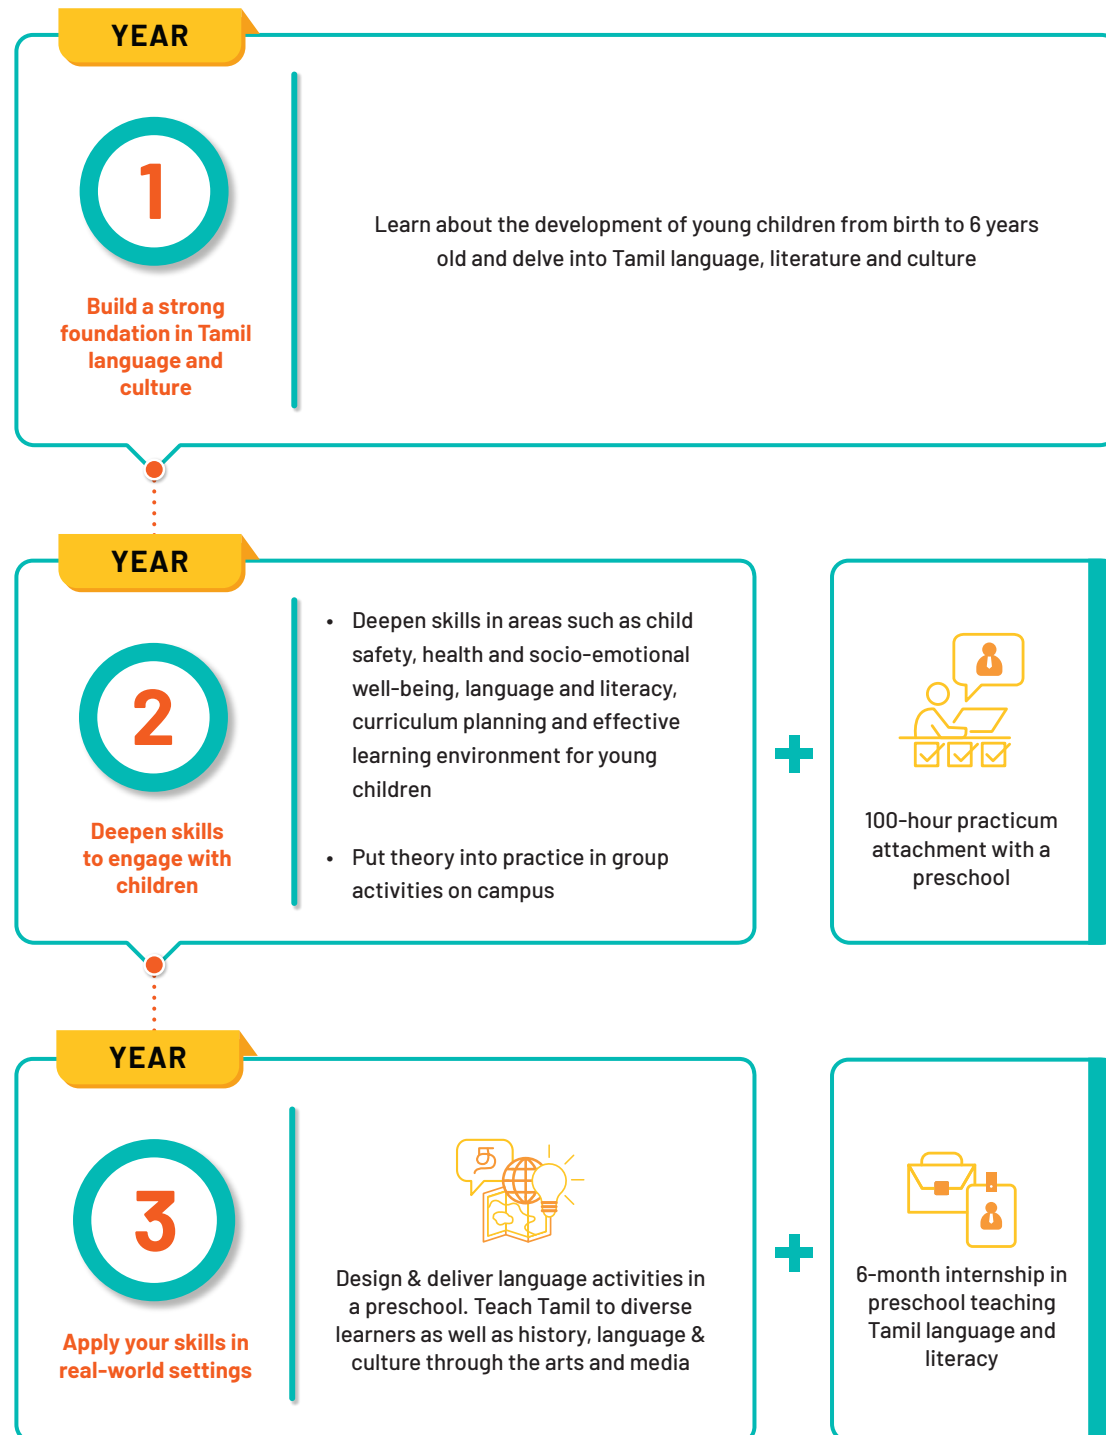 YEAR
1
Build a strong
foundation in Tamil
language and
culture
Learn about the development of young children from birth to 6 years
old and delve into Tamil language, literature and culture
YEAR
2
Deepen skills
to engage with
children
• Deepen skills in areas such as child
safety, health and socio-emotional
well-being, language and literacy,
curriculum planning and effective
learning environment for young
children
• Put theory into practice in group
activities on campus
100-hour practicum
attachment with a
preschool
YEAR
3
Apply your skills in
real-world settings
த
Design & deliver language activities in
a preschool. Teach Tamil to diverse
learners as well as history, language &
culture through the arts and media
6-month internship in
preschool teaching
Tamil language and
literacy